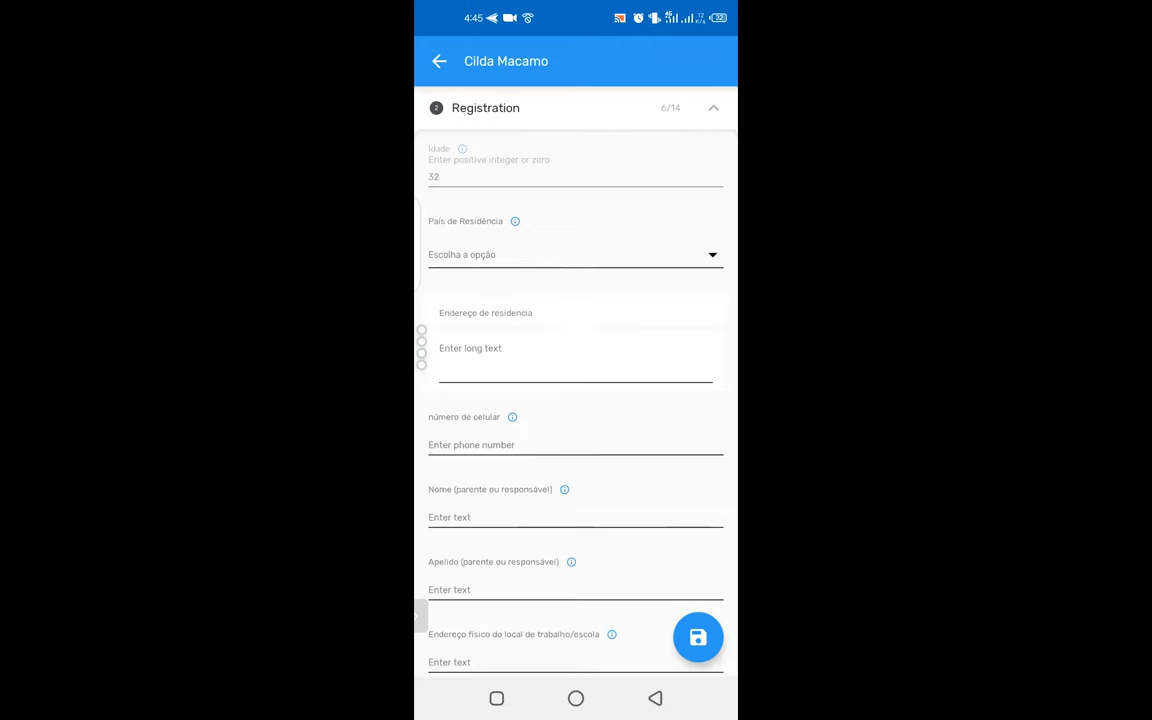 4:45
4G
32
Cilda Macamo
2 Registration 6/14
Idade
Enter positive integer or zero
32
País de Residência
Escolha a opção
Endereço de residencia
Enter long text
número de celular
Enter phone number
Nome (parente ou responsável)
Enter text
Apelido (parente ou responsável)
Enter text
Endereço físico do local de trabalho/escola
Enter text